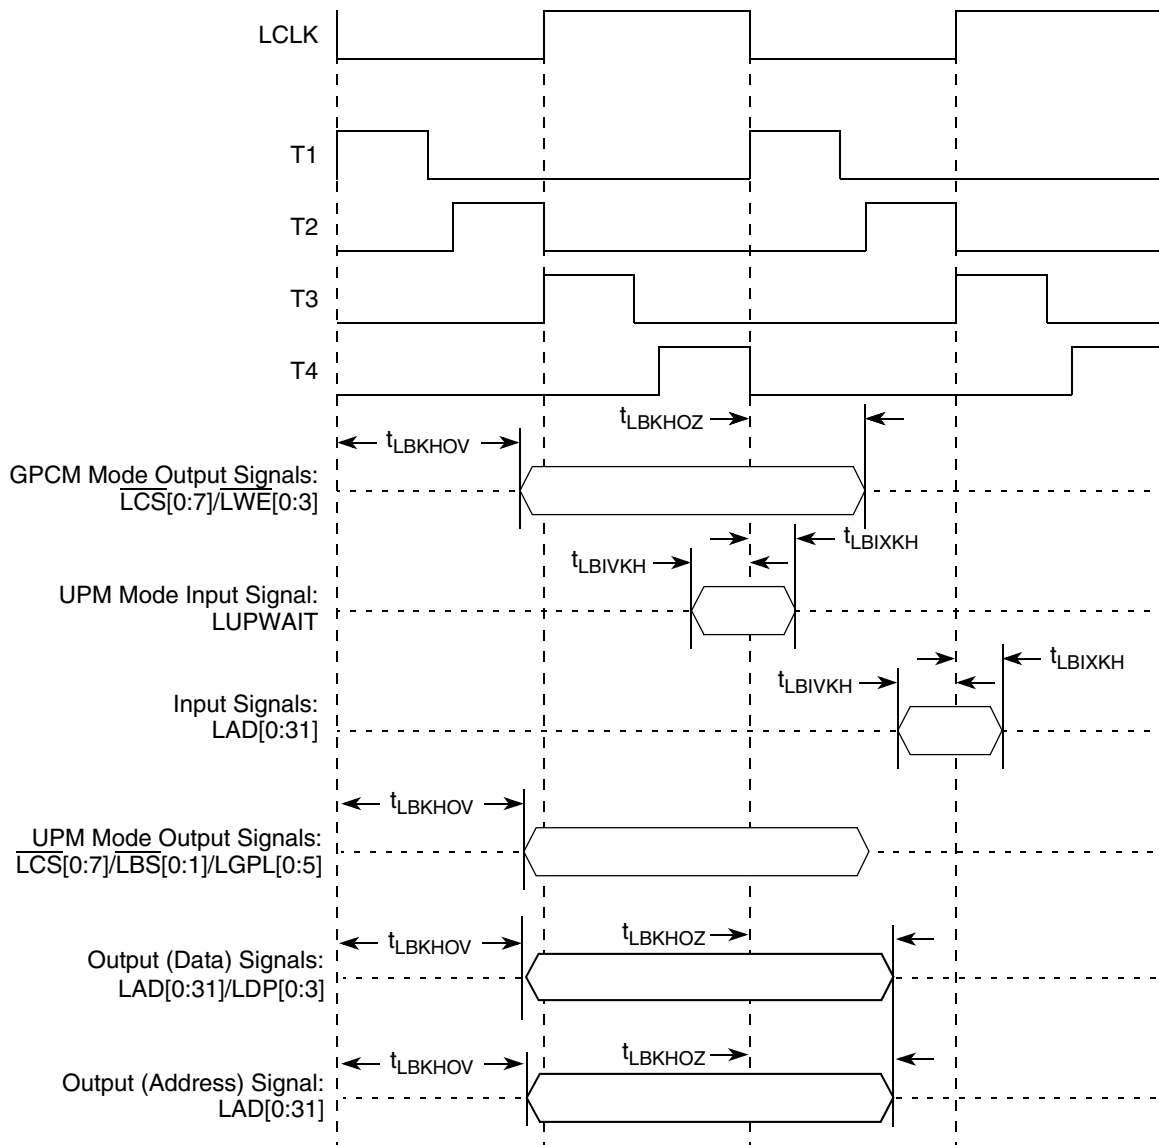 LCLK
T1
T2
T3
T4
tLBKHOZ
tLBKHOV
GPCM Mode Output Signals:
LCS[0:7]/LWE[0:3]
tLBIXKH
tLBIVKH
UPM Mode Input Signal:
LUPWAIT
tLBIXKH
tLBIVKH
Input Signals:
LAD[0:31]
tLBKHOV
UPM Mode Output Signals:
LCS[0:7]/LBS[0:1]/LGPL[0:5]
tLBKHOV
tLBKHOZ
Output (Data) Signals:
LAD[0:31]/LDP[0:3]
tLBKHOV
tLBKHOZ
Output (Address) Signal:
LAD[0:31]